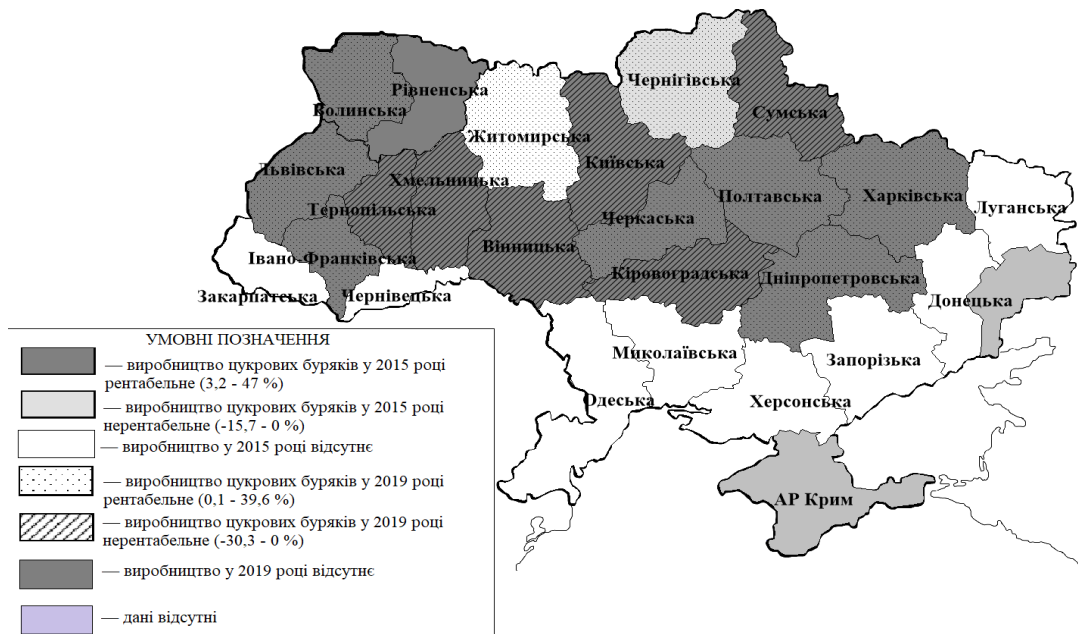 Чернігівська
Рівненська
Волинська
Сумська
Житомирська
Київська
Львівська
Хмельницька
Полтавська
Харківська
Луганська
Тернопільська
Черкаська
Вінницька
Івано-Франківська
Кіровоградська
Дніпропетровська
Закарпатська
Чернівецька
Донецька
Миколаївська
Запорізька
Одеська
Херсонська
АР Крим
УМОВНІ ПОЗНАЧЕННЯ
— виробництво цукрових буряків у 2015 році
рентабельне (3,2 - 47 %)
— виробництво цукрових буряків у 2015 році
нерентабельне (-15,7 - 0 %)
— виробництво у 2015 році відсутнє
— виробництво цукрових буряків у 2019 році
рентабельне (0,1 - 39,6 %)
— виробництво цукрових буряків у 2019 році
нерентабельне (-30,3 - 0 %)
— виробництво у 2019 році відсутнє
— дані відсутні